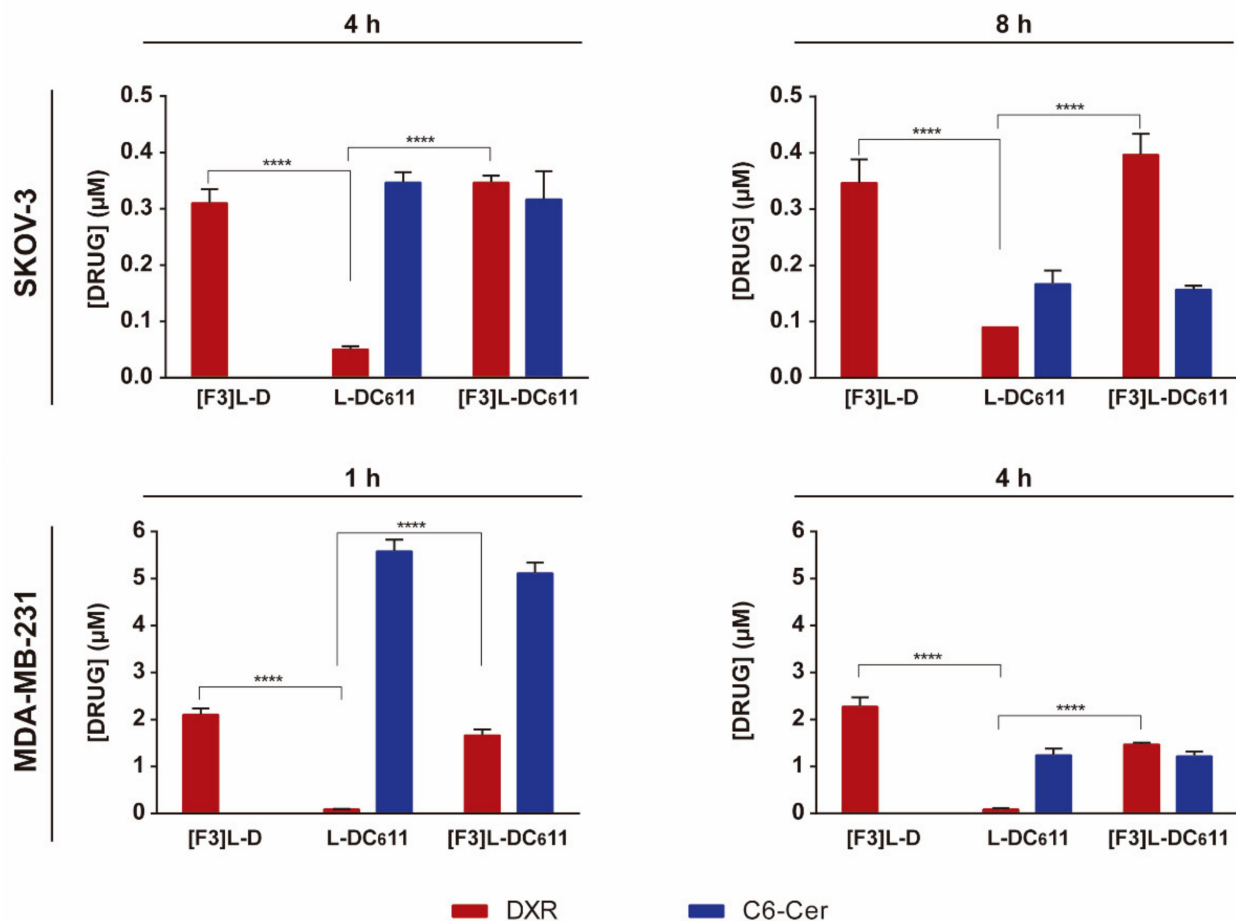 4 h
8 h
SKOV-3
[DRUG] (µM)
0.5
0.4
0.3
0.2
0.1
0.0
****
****
[F3]L-D
L-DC611
[F3]L-DC611
[DRUG] (µM)
0.5
0.4
0.3
0.2
0.1
0.0
****
****
[F3]L-D
L-DC611
[F3]L-DC611
1 h
4 h
MDA-MB-231
[DRUG] (µM)
6
5
4
3
2
1
0
****
****
[F3]L-D
L-DC611
[F3]L-DC611
[DRUG] (µM)
6
5
4
3
2
1
0
****
****
[F3]L-D
L-DC611
[F3]L-DC611
DXR
C6-Cer